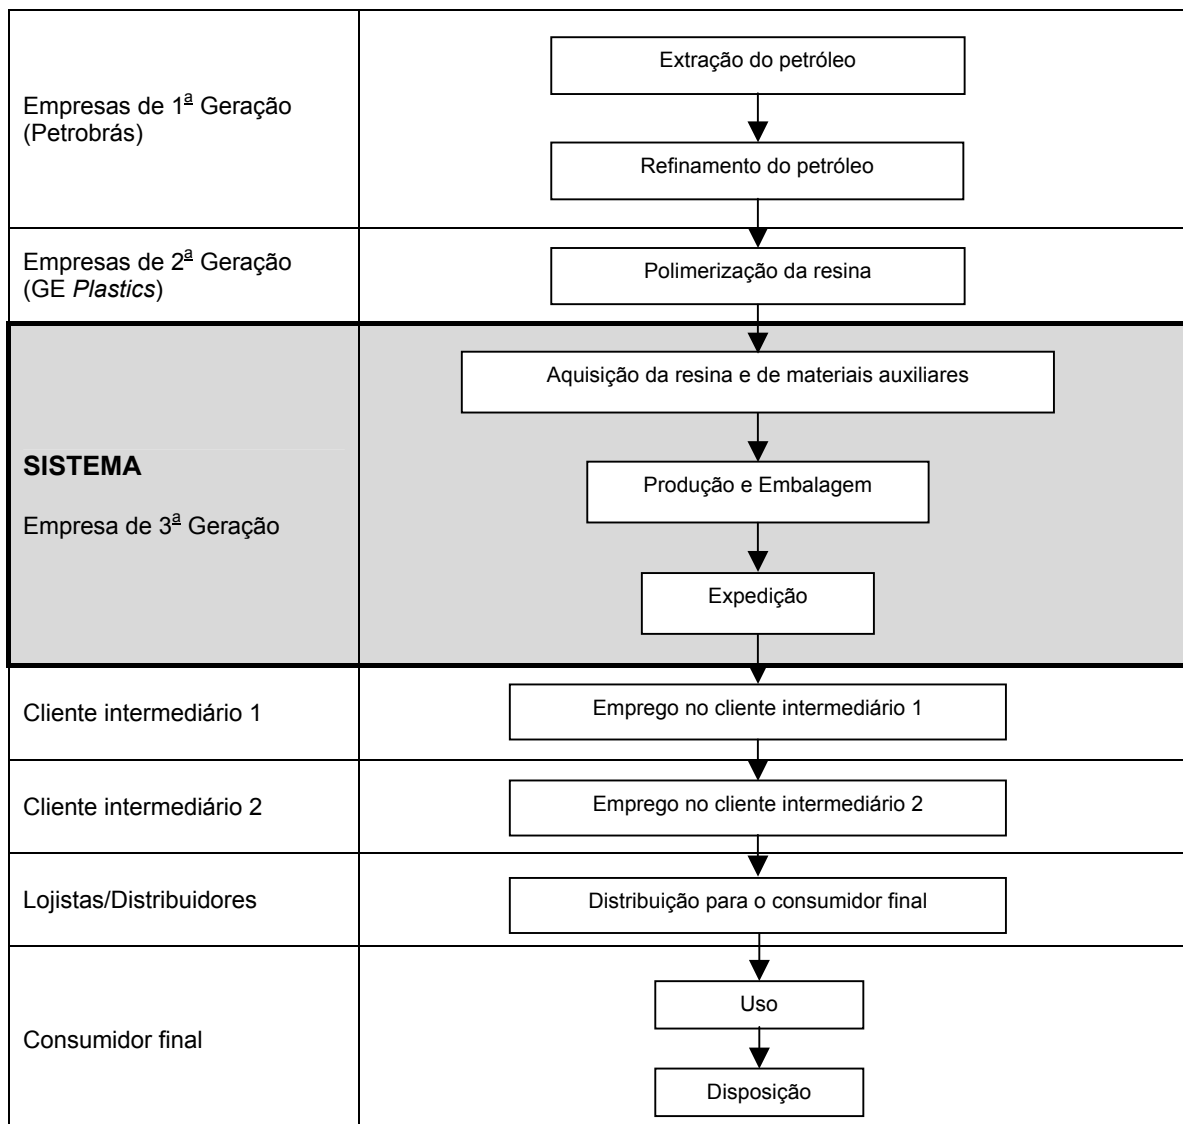 Extração do petróleo
Empresas de 1ª Geração
(Petrobrás)
Refinamento do petróleo
Empresas de 2ª Geração
(GE Plastics)
Polimerização da resina
Aquisição da resina e de materiais auxiliares
SISTEMA
Produção e Embalagem
Empresa de 3ª Geração
Expedição
Cliente intermediário 1
Emprego no cliente intermediário 1
Cliente intermediário 2
Emprego no cliente intermediário 2
Lojistas/Distribuidores
Distribuição para o consumidor final
Uso
Consumidor final
Disposição